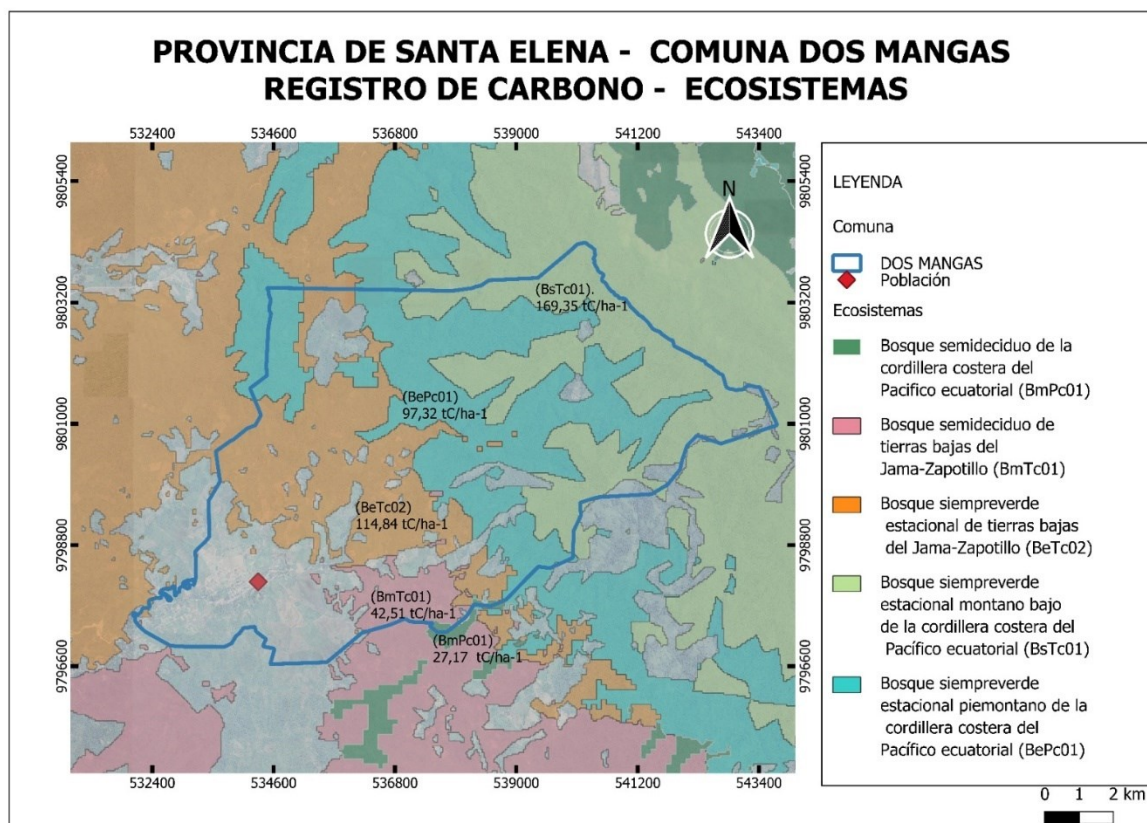 PROVINCIA DE SANTA ELENA - COMUNA DOS MANGAS
REGISTRO DE CARBONO - ECOSISTEMAS
532400 534600 536800 539000 541200 543400
9805400 9805400
N
9803200 9803200
(BsTc01).
169,35 tC/ha-1
(BePc01)
97,32 tC/ha-1
9801000 9801000
(BeTc02)
114,84 tC/ha-1
9798800 9798800
(BmTc01)
42,51 tC/ha-1
(BmPc01)
27,17 tC/ha-1
9796600 9796600
532400 534600 536800 539000 541200 543400
LEYENDA
Comuna
DOS MANGAS
Población
Ecosistemas
Bosque semideciduo de la
cordillera costera del
Pacifico ecuatorial (BmPc01)
Bosque semideciduo de
tierras bajas del
Jama-Zapotillo (BmTc01)
Bosque siempreverde
estacional de tierras bajas
del Jama-Zapotillo (BeTc02)
Bosque siempreverde
estacional montano bajo
de la cordillera costera del
Pacífico ecuatorial (BsTc01)
Bosque siempreverde
estacional piemontano de la
cordillera costera del
Pacífico ecuatorial (BePc01)
0 1 2 km